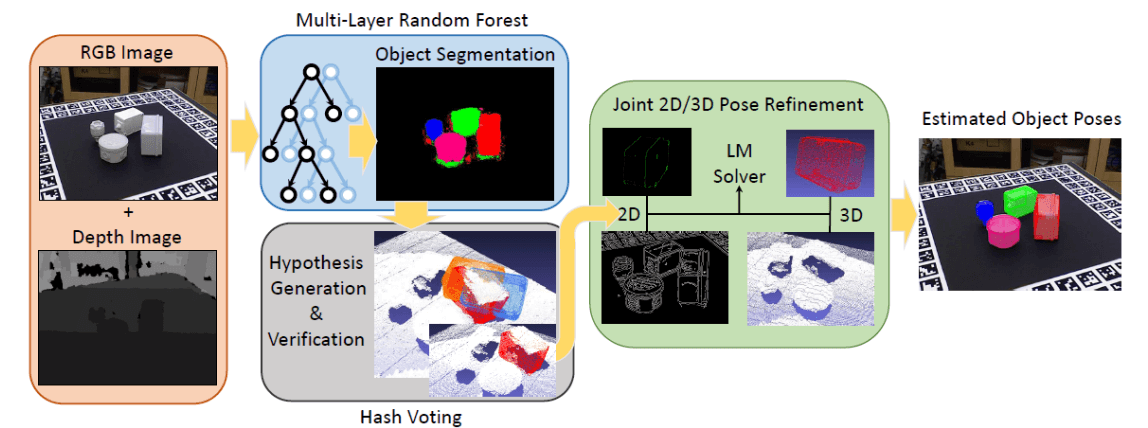 Multi-Layer Random Forest
RGB Image
+
Depth Image
Object Segmentation
Hypothesis
Generation
&
Verification
Hash Voting
Joint 2D/3D Pose Refinement
LM
Solver
2D
3D
Estimated Object Poses